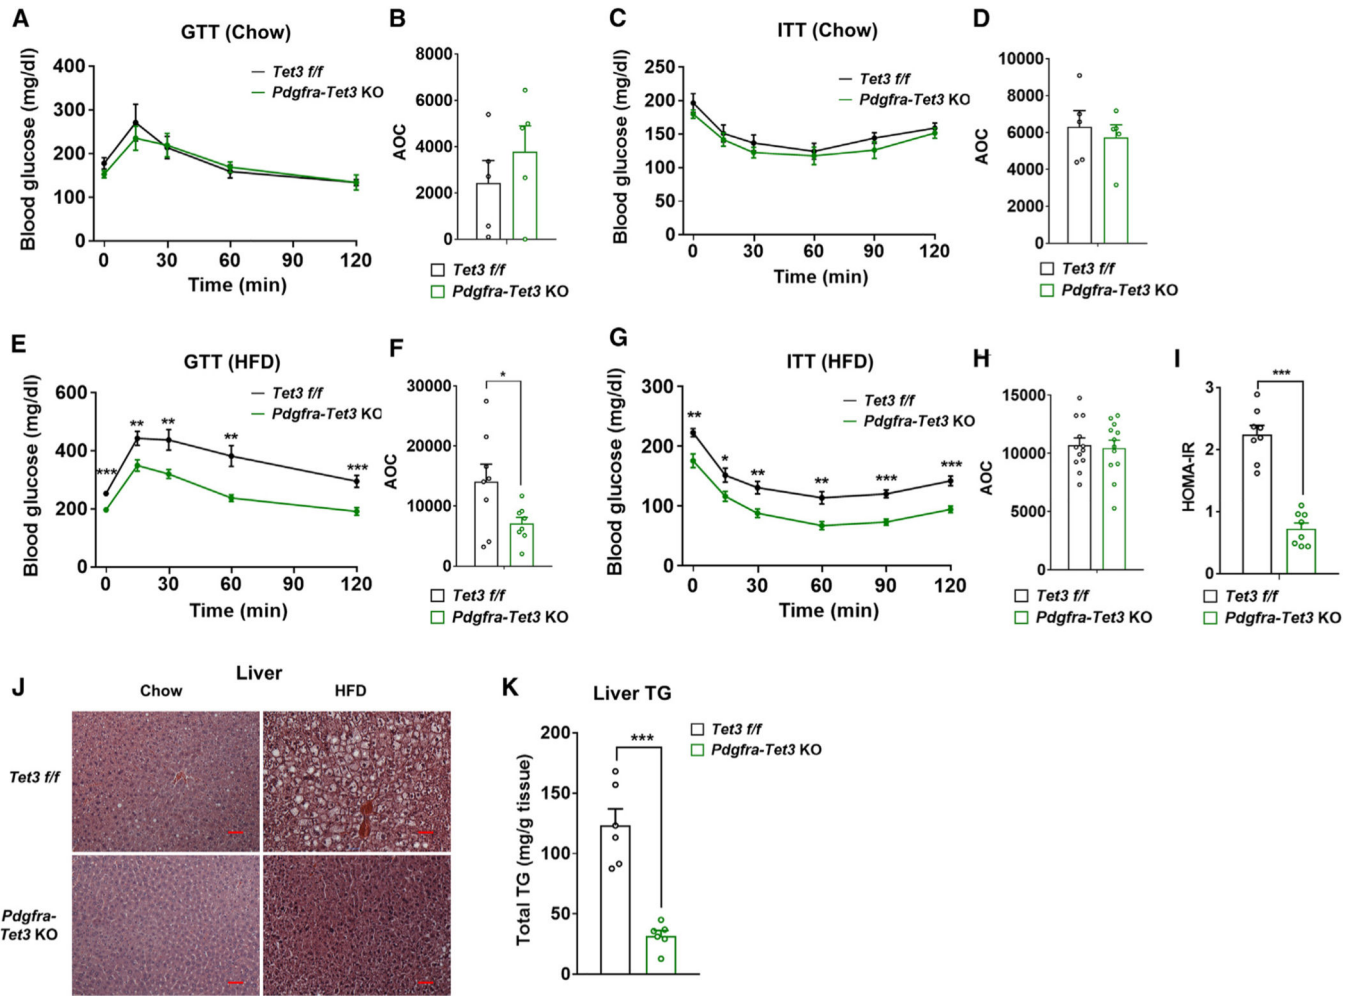 A
GTT (Chow)
Blood glucose (mg/dl)
400
300
200
100
0
0 30 60 90 120
Time (min)
Tet3 f/f
Pdgfra-Tet3 KO
B
AOC
8000
6000
4000
2000
0
Tet3 f/f
Pdgfra-Tet3 KO
C
ITT (Chow)
Blood glucose (mg/dl)
250
200
150
100
50
0
0 30 60 90 120
Time (min)
Tet3 f/f
Pdgfra-Tet3 KO
D
AOC
10000
8000
6000
4000
2000
0
Tet3 f/f
Pdgfra-Tet3 KO
E
GTT (HFD)
Blood glucose (mg/dl)
600
400
200
0
*** ** ** ** ***
0 30 60 90 120
Time (min)
Tet3 f/f
Pdgfra-Tet3 KO
F
AOC
30000
20000
10000
0
*
Tet3 f/f
Pdgfra-Tet3 KO
G
ITT (HFD)
Blood glucose (mg/dl)
300
200
100
0
** * ** ** *** ***
0 30 60 90 120
Time (min)
Tet3 f/f
Pdgfra-Tet3 KO
H
AOC
15000
10000
5000
0
Tet3 f/f
Pdgfra-Tet3 KO
I
HOMA-IR
3
2
1
0
***
Tet3 f/f
Pdgfra-Tet3 KO
J
Liver
Chow HFD
Tet3 f/f
Pdgfra-
Tet3 KO
K
Liver TG
Total TG (mg/g tissue)
200
150
100
50
0
***
Tet3 f/f
Pdgfra-Tet3 KO